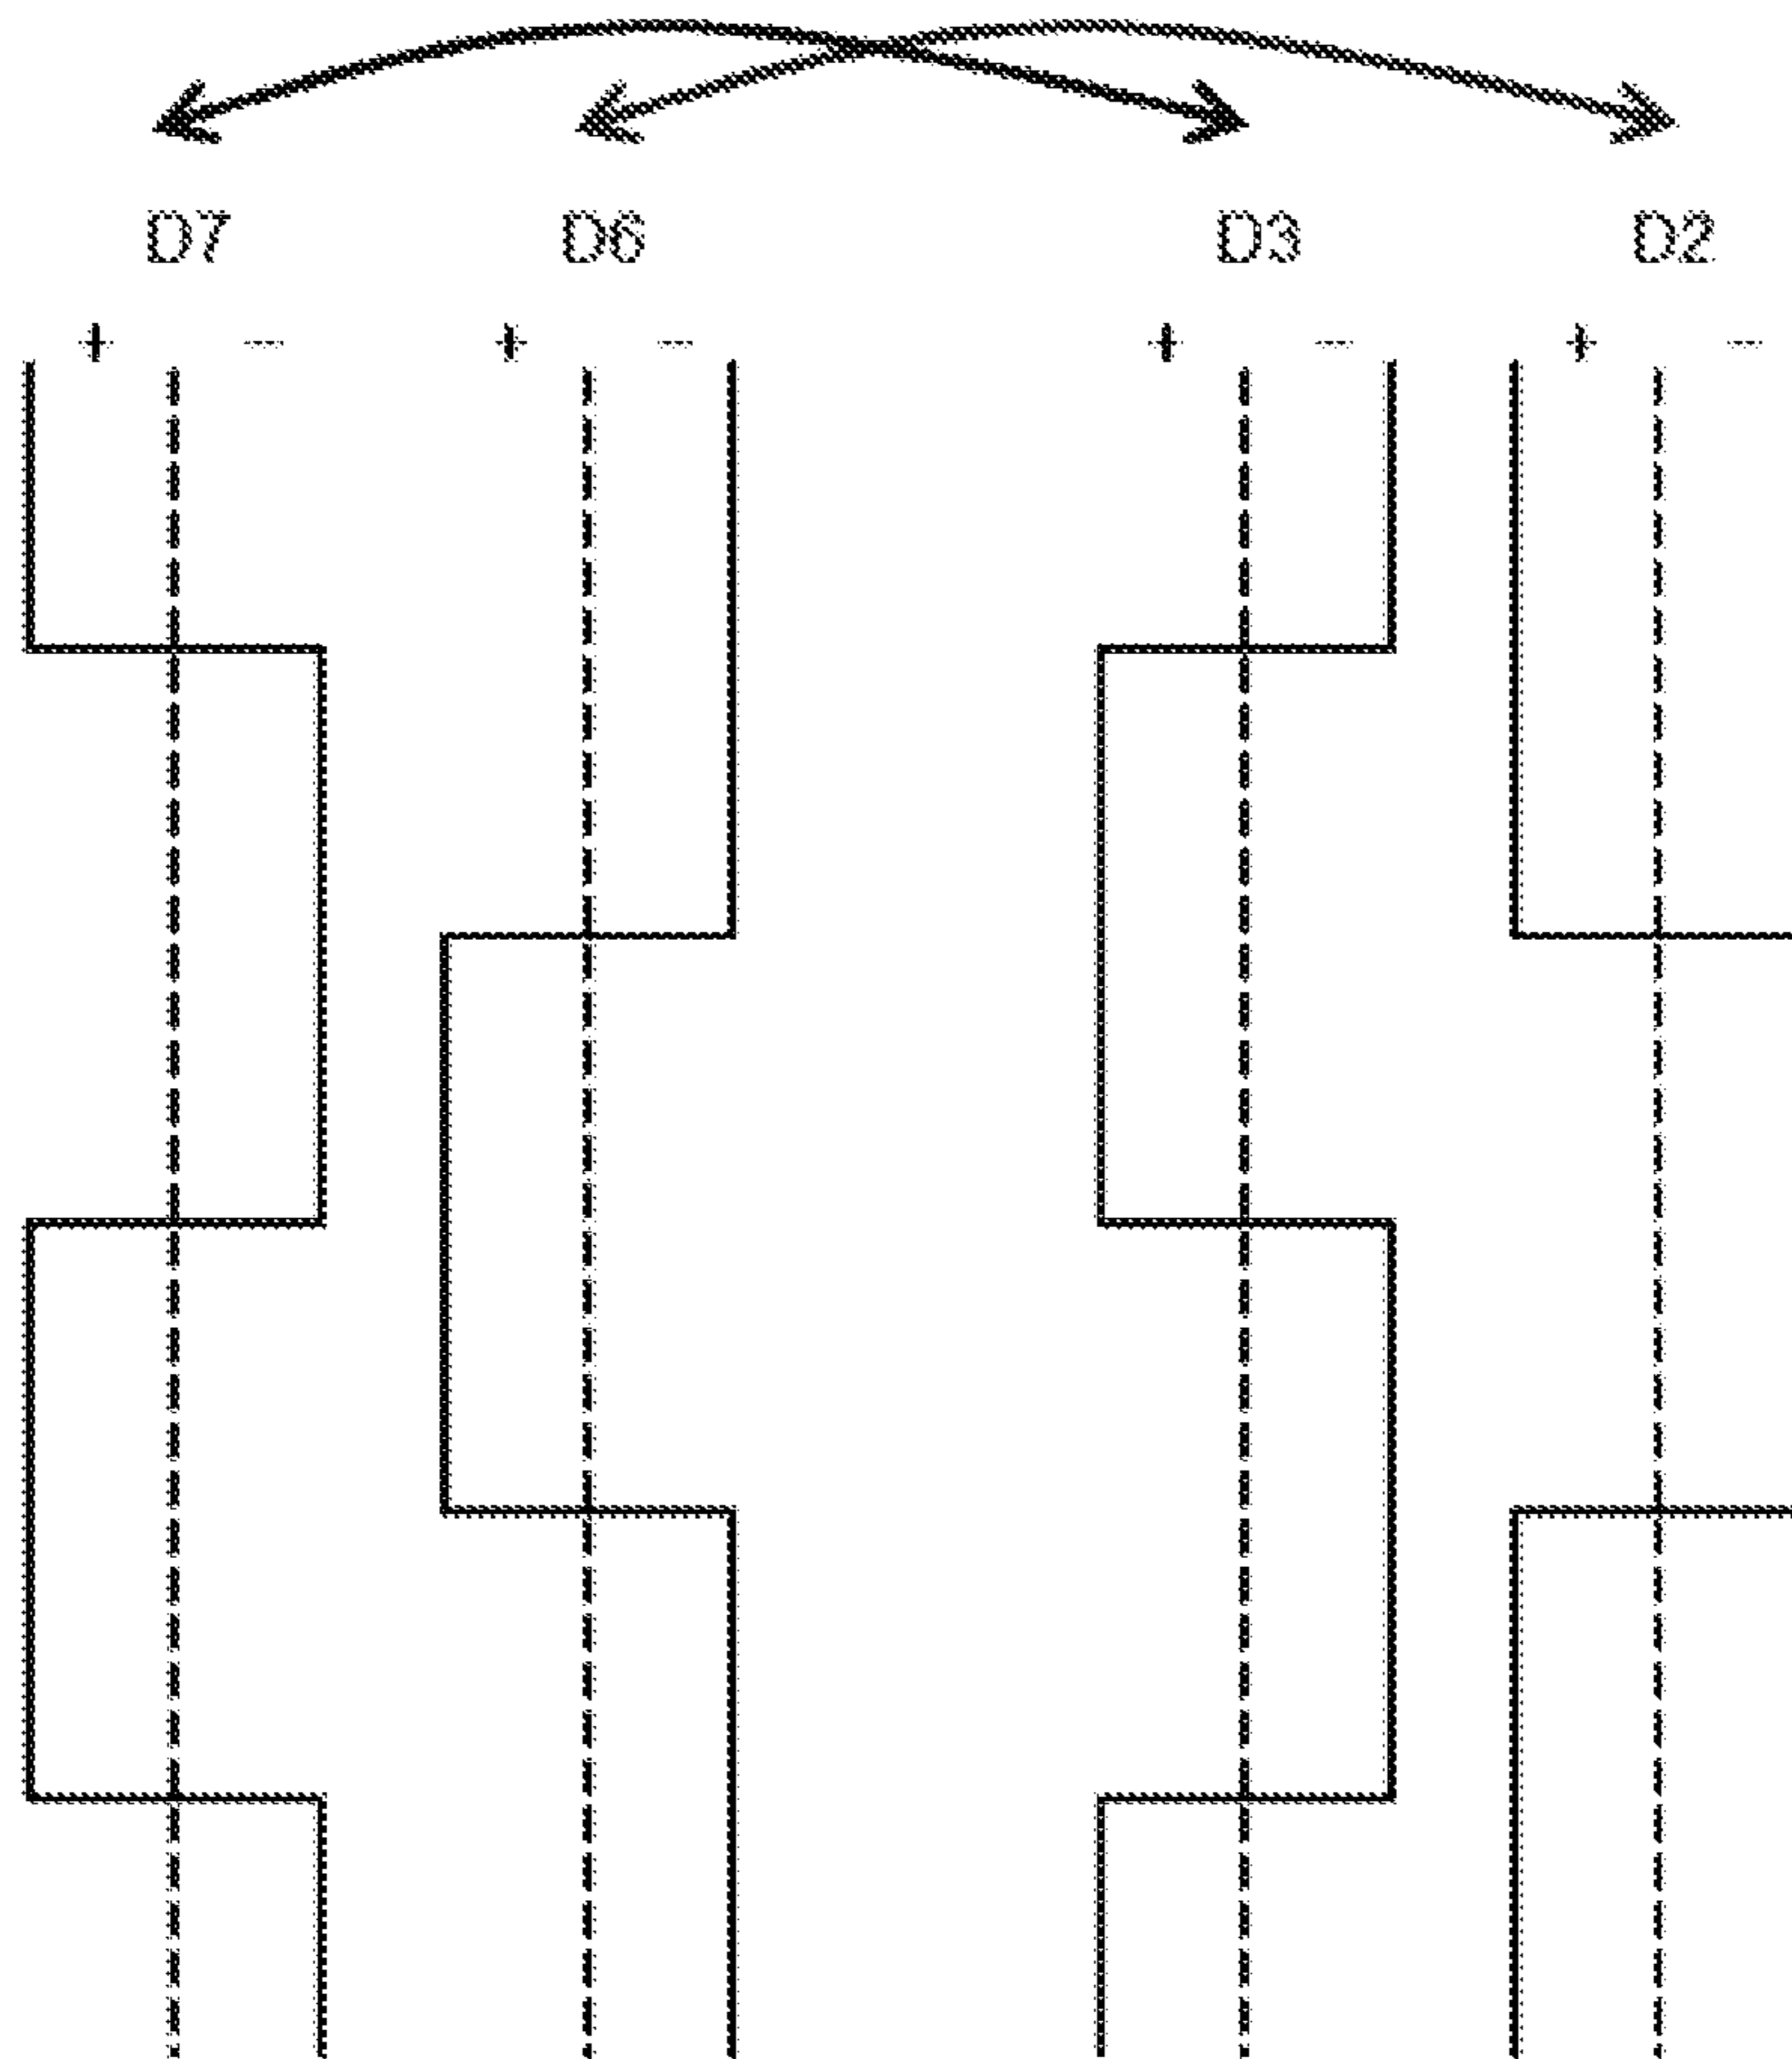 D7 D6 D3 D2
+ − + − + − + −